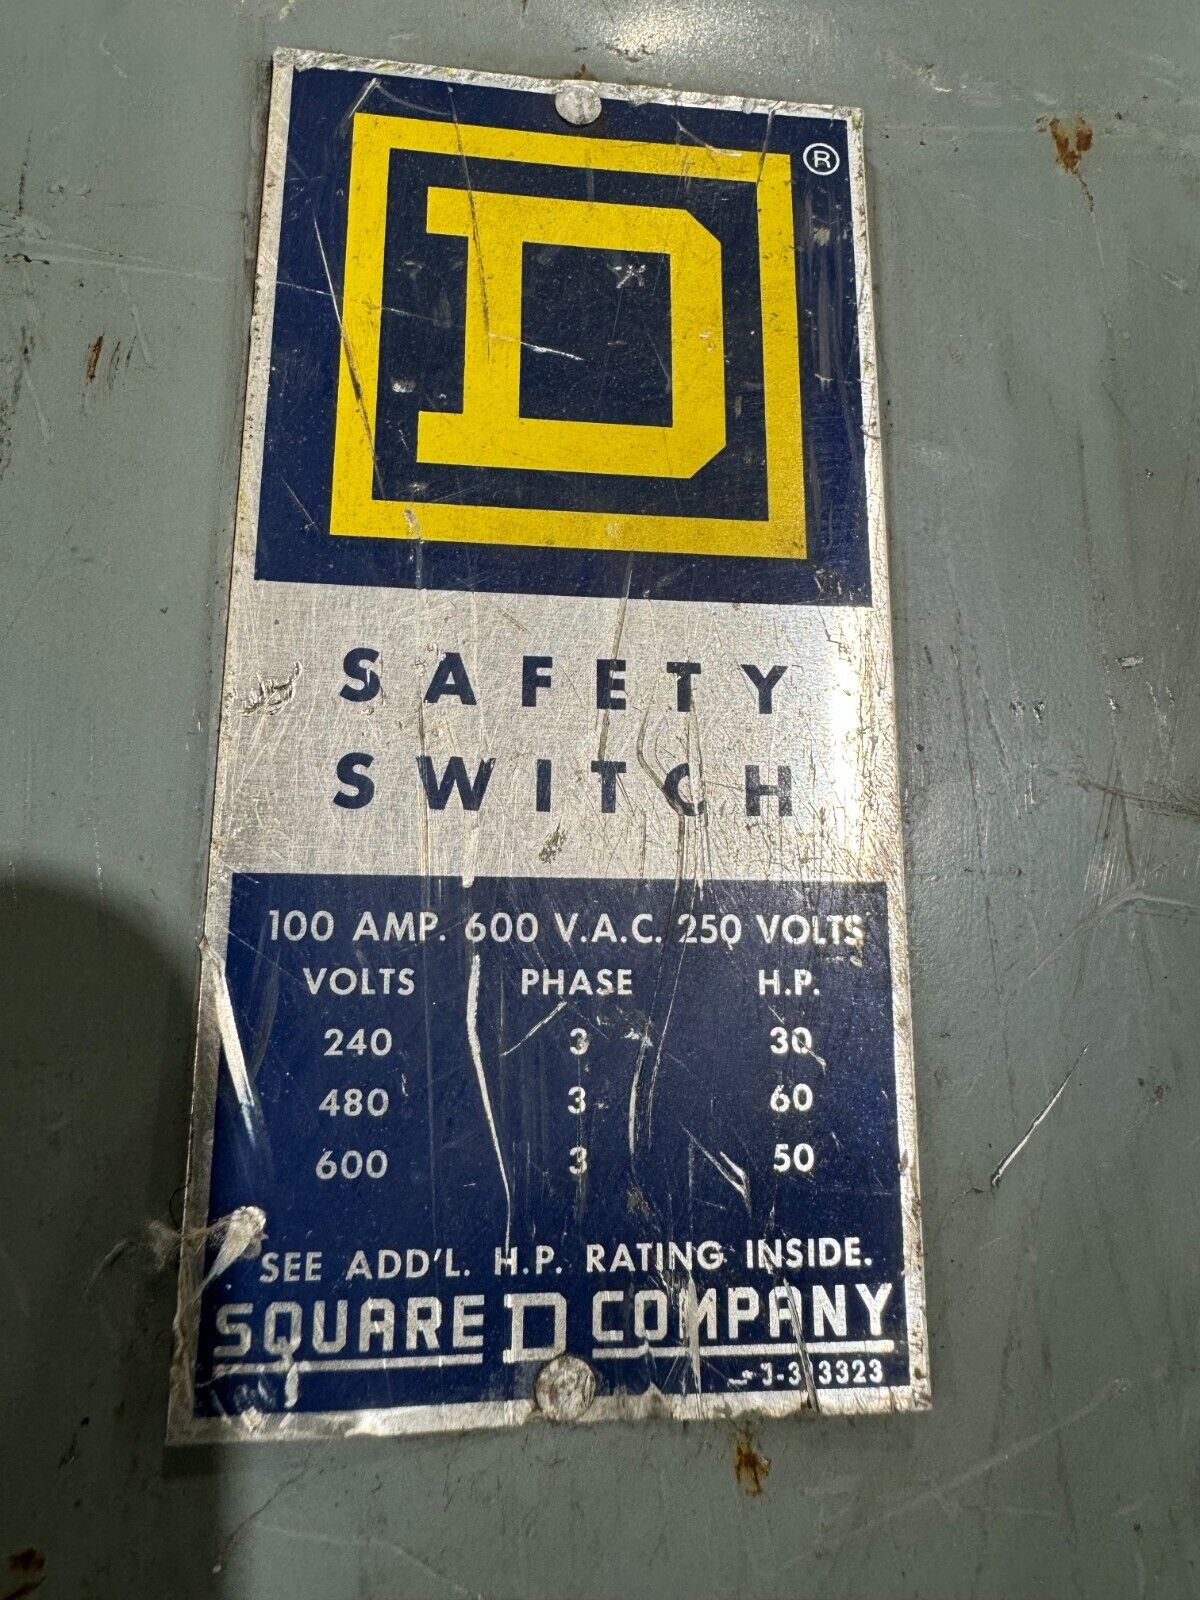 D ®
SAFETY
SWITCH
100 AMP. 600 V.A.C. 250 VOLTS
VOLTS PHASE H.P.
240 3 30
480 3 60
600 3 50
SEE ADD'L. H.P. RATING INSIDE.
SQUARE D COMPANY